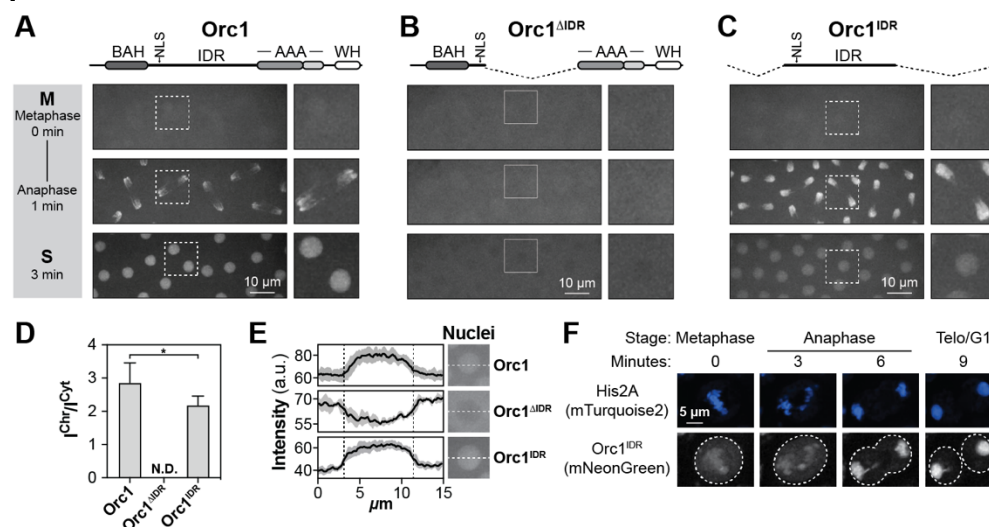 A
Orc1
BAH
-NLS
IDR
— AAA —
WH
B
Orc1ΔIDR
BAH
-NLS
— AAA —
WH
C
Orc1IDR
-NLS
IDR
M
Metaphase
0 min
Anaphase
1 min
S
3 min
10 µm
10 µm
10 µm
D
IChr/ICyt
4
3
2
1
0
*
N.D.
Orc1
Orc1ΔIDR
Orc1IDR
E
Nuclei
Intensity (a.u.)
80
60
Orc1
70
55
Orc1ΔIDR
60
40
Orc1IDR
0 5 10 15
µm
F
Stage: Metaphase Anaphase Telo/G1
Minutes: 0 3 6 9
His2A
(mTurquoise2)
5 µm
Orc1IDR
(mNeonGreen)